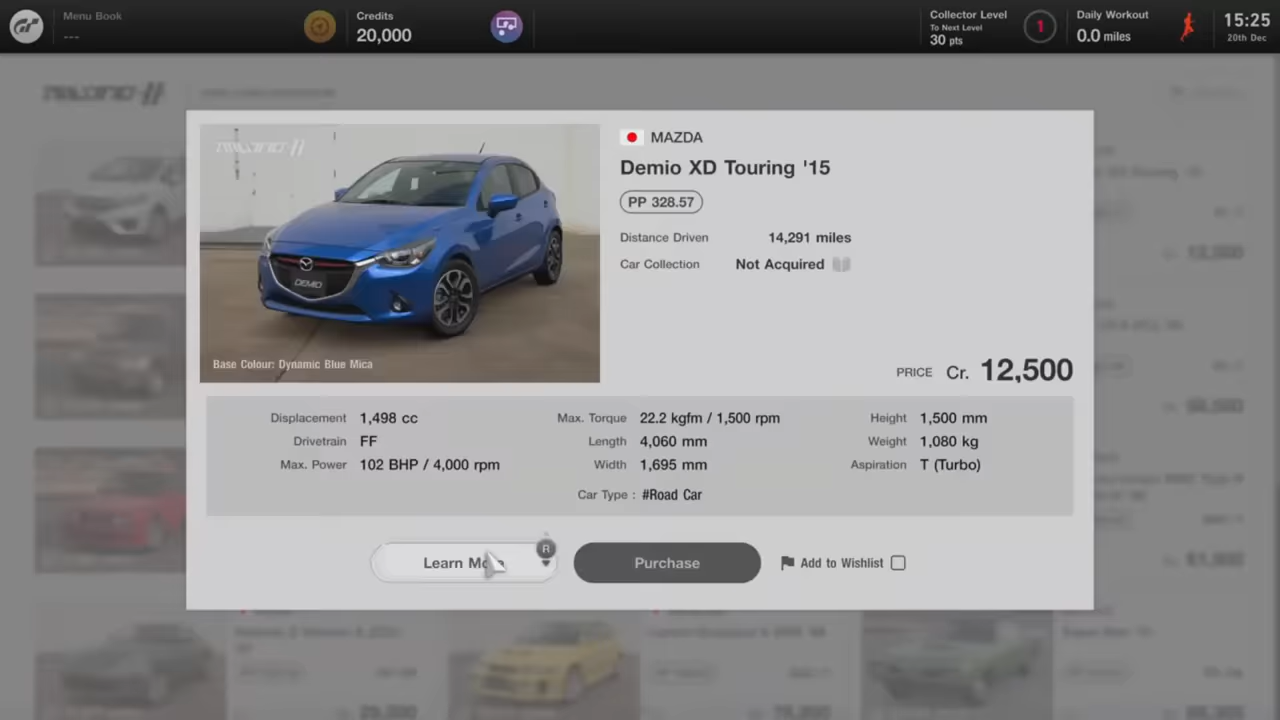 Menu Book
---
Credits
20,000
Collector Level
To Next Level
30 pts
1
Daily Workout
0.0 miles
15:25
20th Dec
MAZDA
Demio XD Touring '15
PP 328.57
Distance Driven 14,291 miles
Car Collection Not Acquired
DEMIO
Base Colour: Dynamic Blue Mica
PRICE Cr. 12,500
Displacement 1,498 cc
Drivetrain FF
Max. Power 102 BHP / 4,000 rpm
Max. Torque 22.2 kgfm / 1,500 rpm
Length 4,060 mm
Width 1,695 mm
Height 1,500 mm
Weight 1,080 kg
Aspiration T (Turbo)
Car Type : #Road Car
Learn More
R
Purchase
Add to Wishlist